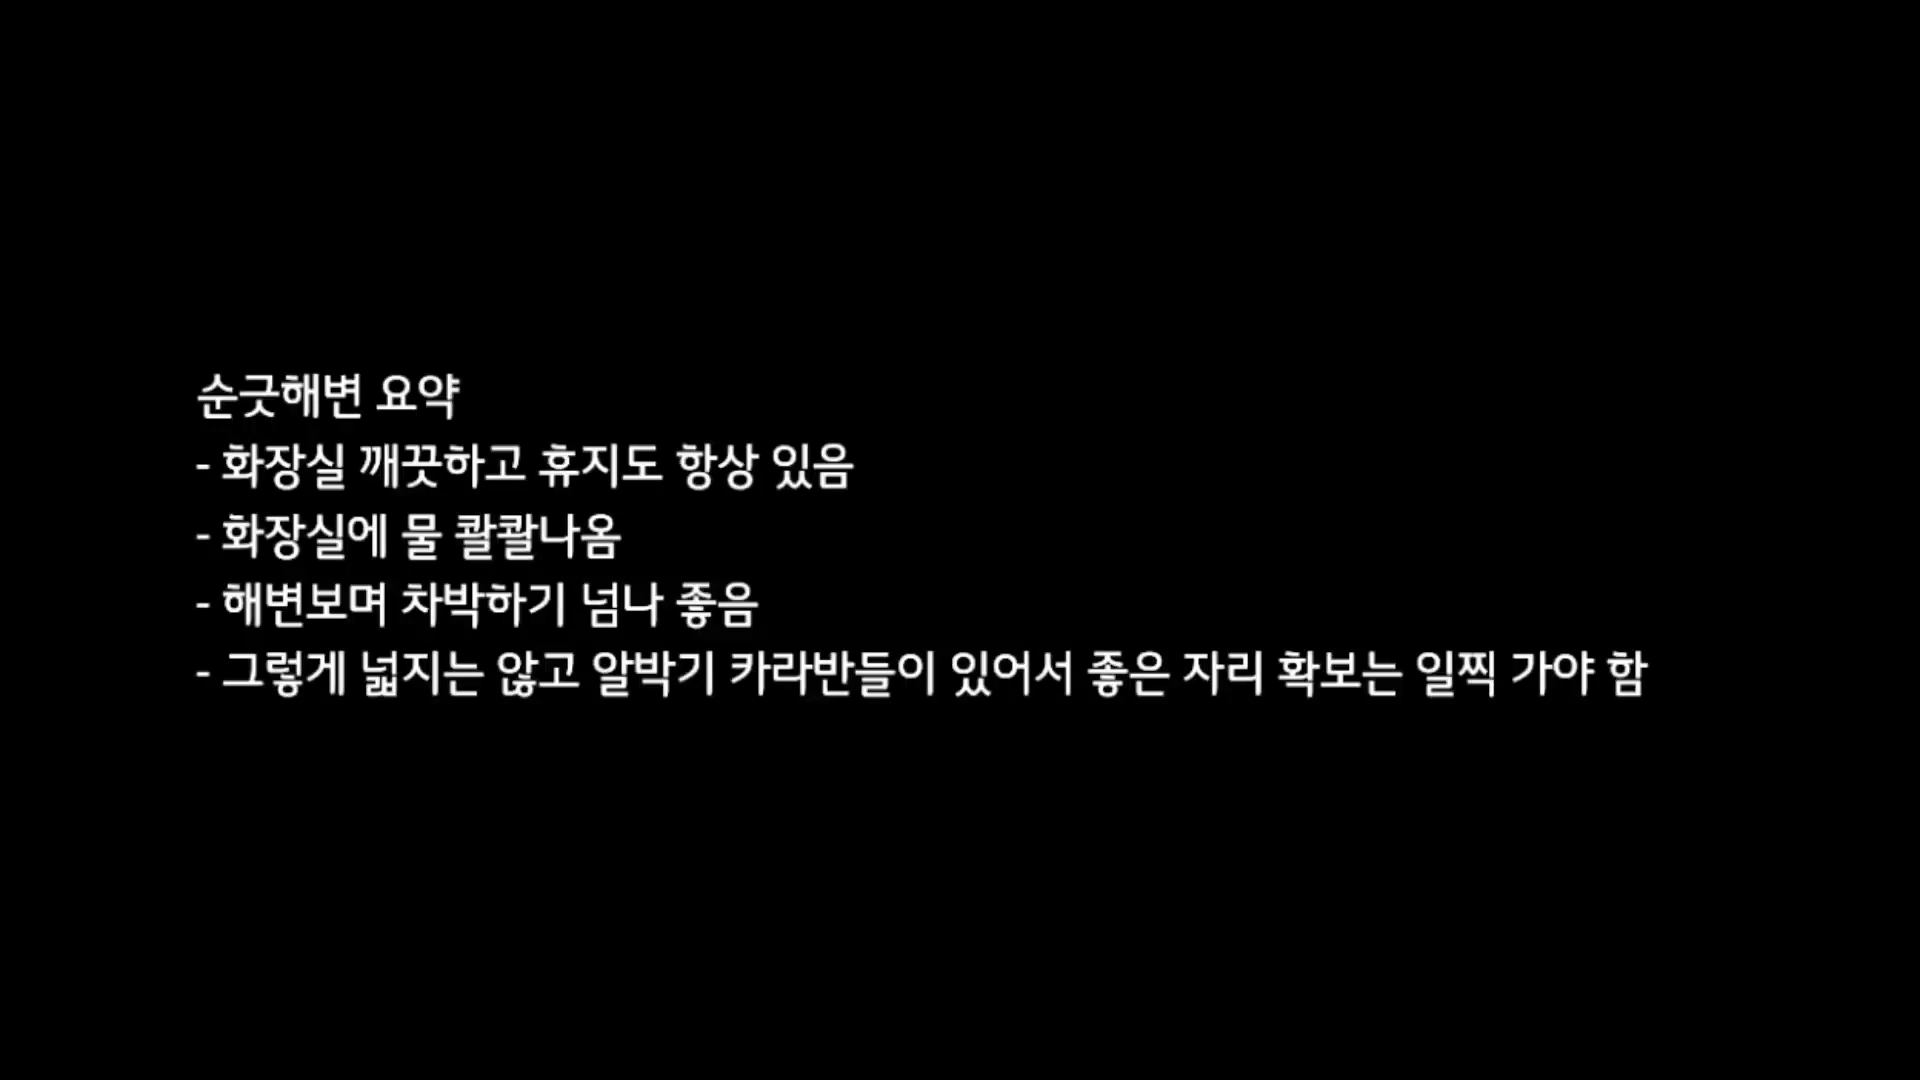 순긋해변 요약
- 화장실 깨끗하고 휴지도 항상 있음
- 화장실에 물 콸콸나옴
- 해변보며 차박하기 넘나 좋음
- 그렇게 넓지는 않고 알박기 카라반들이 있어서 좋은 자리 확보는 일찍 가야 함